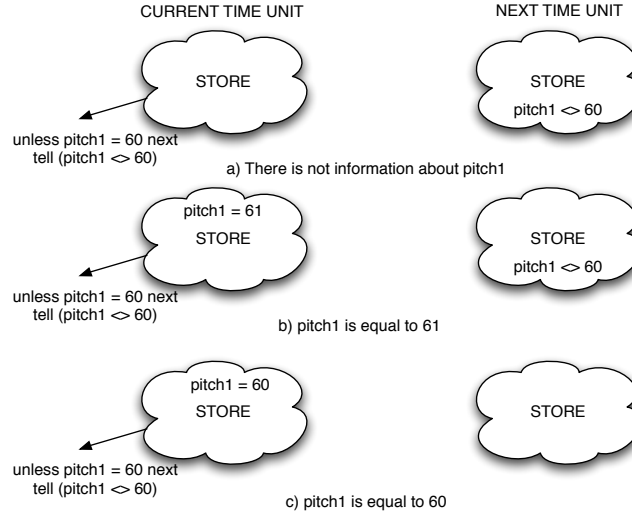 CURRENT TIME UNIT
NEXT TIME UNIT
STORE
STORE
pitch1 <> 60
unless pitch1 = 60 next
tell (pitch1 <> 60)
a) There is not information about pitch1
pitch1 = 61
STORE
STORE
pitch1 <> 60
unless pitch1 = 60 next
tell (pitch1 <> 60)
b) pitch1 is equal to 61
pitch1 = 60
STORE
STORE
unless pitch1 = 60 next
tell (pitch1 <> 60)
c) pitch1 is equal to 60